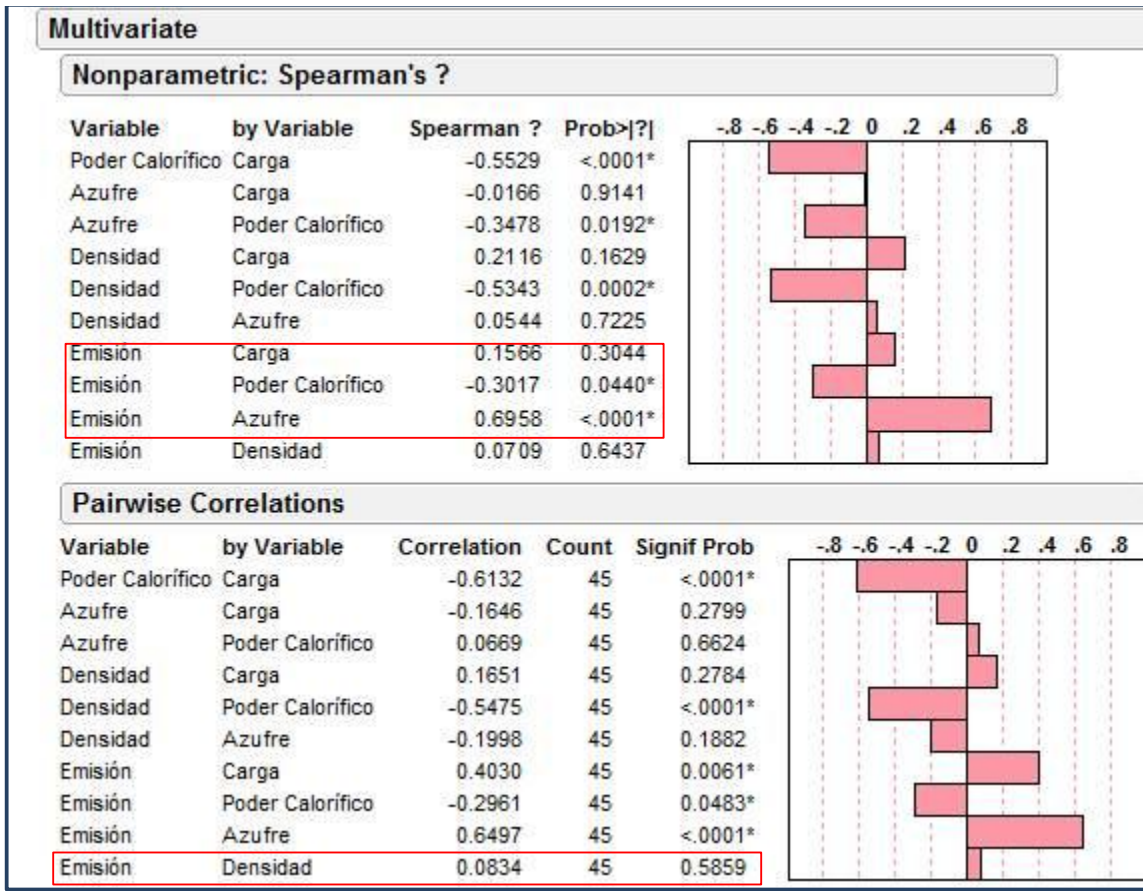 Multivariate
Nonparametric: Spearman's ?
Variable by Variable Spearman ? Prob>|?| -.8 -.6 -.4 -.2 0 .2 .4 .6 .8
Poder Calorífico Carga -0.5529 <.0001*
Azufre Carga -0.0166 0.9141
Azufre Poder Calorífico -0.3478 0.0192*
Densidad Carga 0.2116 0.1629
Densidad Poder Calorífico -0.5343 0.0002*
Densidad Azufre 0.0544 0.7225
Emisión Carga 0.1566 0.3044
Emisión Poder Calorífico -0.3017 0.0440*
Emisión Azufre 0.6958 <.0001*
Emisión Densidad 0.0709 0.6437
Pairwise Correlations
Variable by Variable Correlation Count Signif Prob -.8 -.6 -.4 -.2 0 .2 .4 .6 .8
Poder Calorífico Carga -0.6132 45 <.0001*
Azufre Carga -0.1646 45 0.2799
Azufre Poder Calorífico 0.0669 45 0.6624
Densidad Carga 0.1651 45 0.2784
Densidad Poder Calorífico -0.5475 45 <.0001*
Densidad Azufre -0.1998 45 0.1882
Emisión Carga 0.4030 45 0.0061*
Emisión Poder Calorífico -0.2961 45 0.0483*
Emisión Azufre 0.6497 45 <.0001*
Emisión Densidad 0.0834 45 0.5859